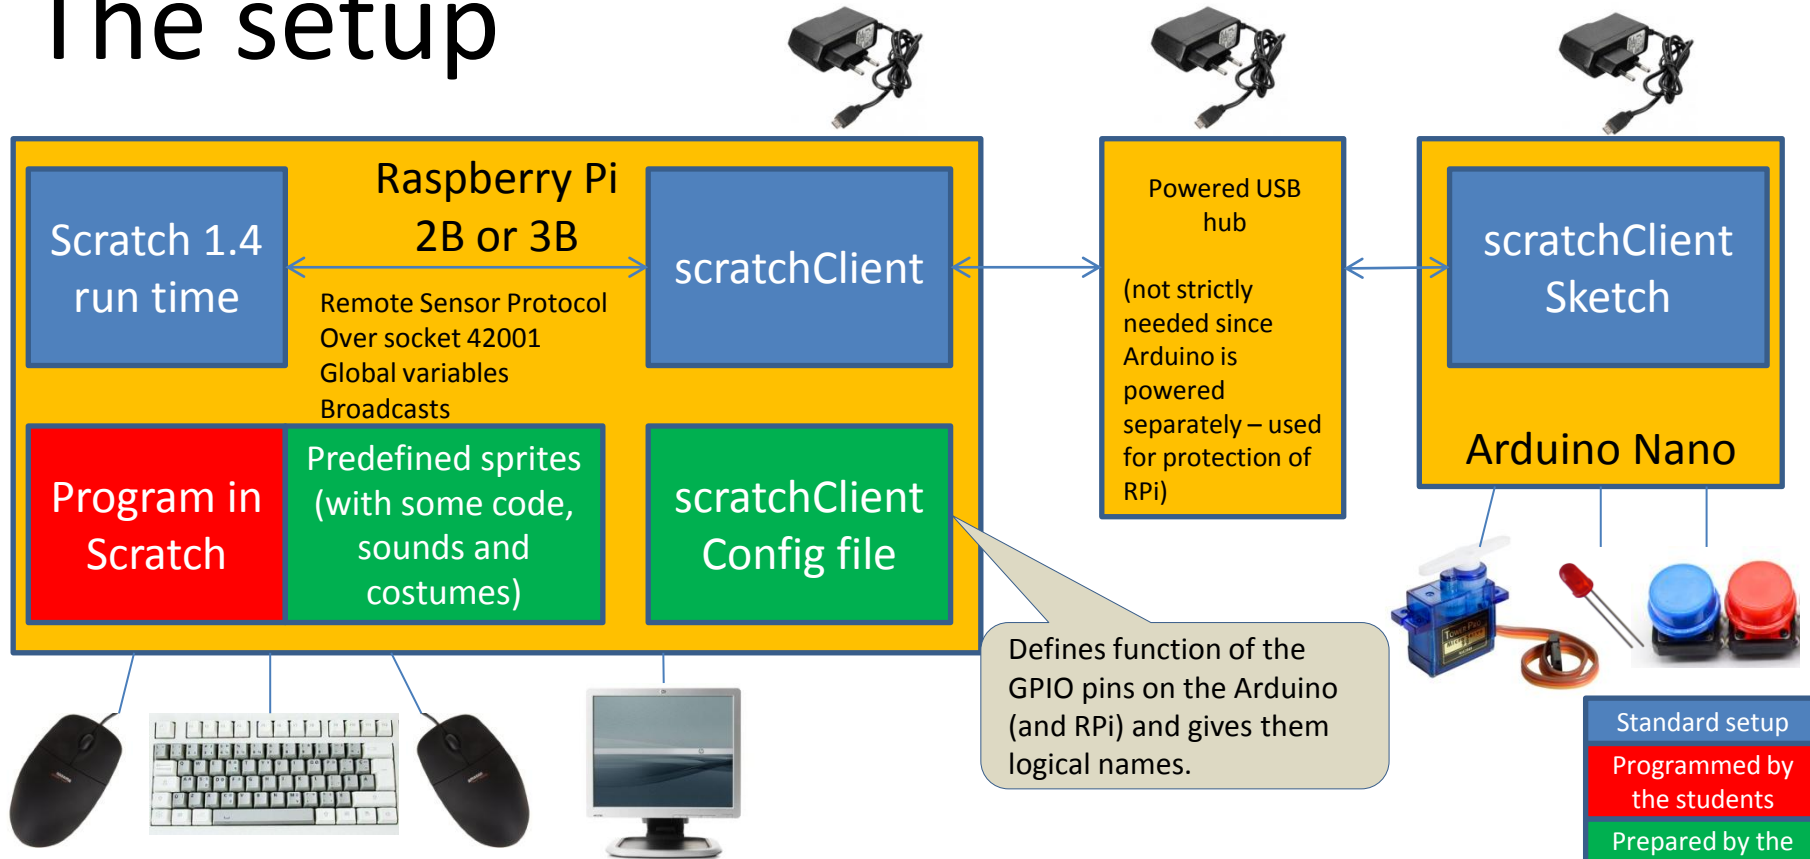 The setup
Raspberry Pi
2B or 3B
Scratch 1.4
run time
scratchClient
Remote Sensor Protocol
Over socket 42001
Global variables
Broadcasts
Program in
Scratch
Predefined sprites
(with some code,
sounds and
costumes)
scratchClient
Config file
Powered USB
hub
(not strictly
needed since
Arduino is
powered
separately – used
for protection of
RPi)
scratchClient
Sketch
Arduino Nano
Defines function of the
GPIO pins on the Arduino
(and RPi) and gives them
logical names.
Standard setup
Programmed by
the students
Prepared by the